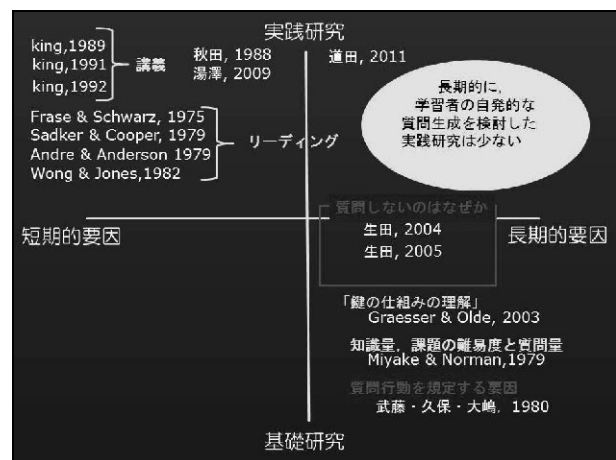 実践研究
king,1989
king,1991
king,1992
講義
秋田, 1988
湯澤, 2009
道田, 2011
長期的に，
学習者の自発的な
質問生成を検討した
実践研究は少ない
Frase & Schwarz, 1975
Sadker & Cooper, 1979
Andre & Anderson 1979
Wong & Jones,1982
リーディング
短期的要因
長期的要因
質問しないのはなぜか
生田, 2004
生田, 2005
「鍵の仕組みの理解」
Graesser & Olde, 2003
知識量，課題の難易度と質問量
Miyake & Norman,1979
質問行動を規定する要因
武藤・久保・大嶋，1980
基礎研究